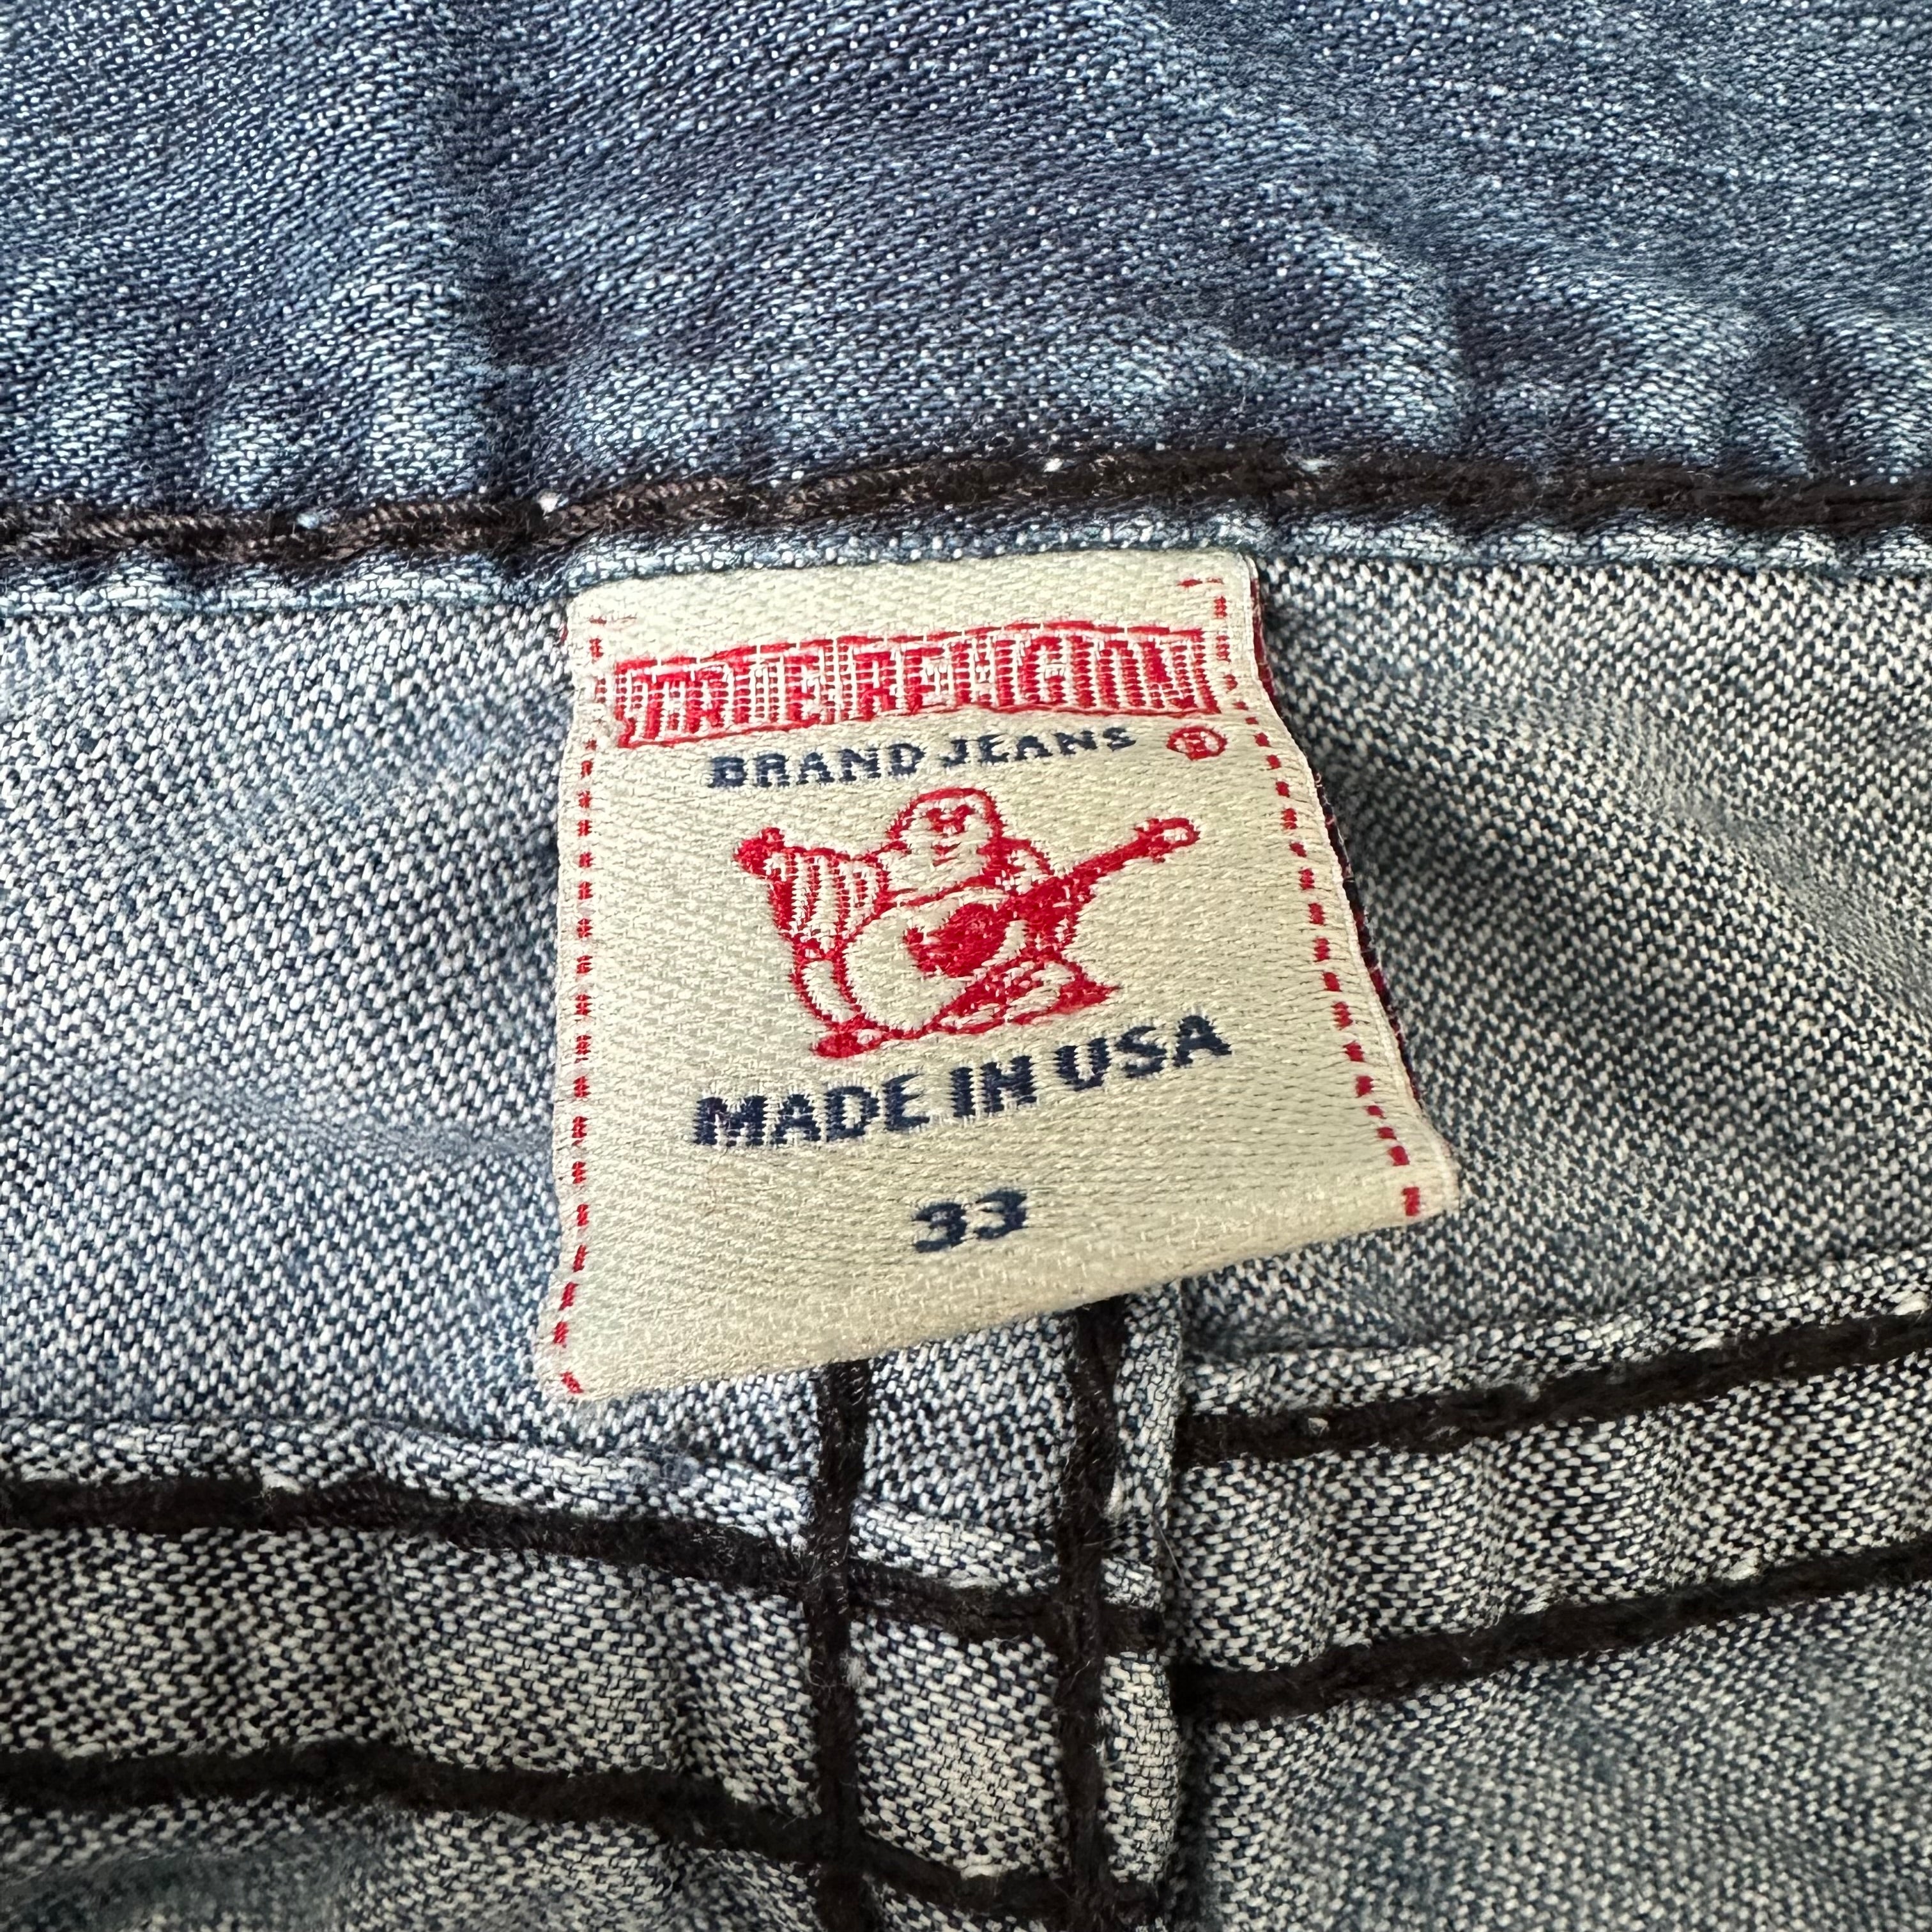 TRUE RELIGION
BRAND JEANS ®
MADE IN USA
33